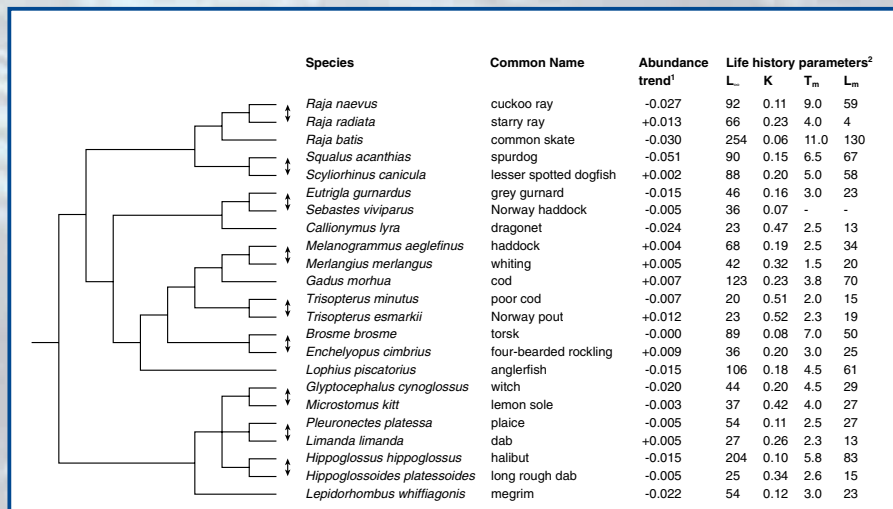 Species Common Name Abundance Life history parameters²
trend¹ L_ K Tm Lm
Raja naevus cuckoo ray -0.027 92 0.11 9.0 59
Raja radiata starry ray +0.013 66 0.23 4.0 4
Raja batis common skate -0.030 254 0.06 11.0 130
Squalus acanthias spurdog -0.051 90 0.15 6.5 67
Scyliorhinus canicula lesser spotted dogfish +0.002 88 0.20 5.0 58
Eutrigla gurnardus grey gurnard -0.015 46 0.16 3.0 23
Sebastes viviparus Norway haddock -0.005 36 0.07 - -
Callionymus lyra dragonet -0.024 23 0.47 2.5 13
Melanogrammus aeglefinus haddock +0.004 68 0.19 2.5 34
Merlangius merlangus whiting +0.005 42 0.32 1.5 20
Gadus morhua cod +0.007 123 0.23 3.8 70
Trisopterus minutus poor cod -0.007 20 0.51 2.0 15
Trisopterus esmarkii Norway pout +0.012 23 0.52 2.3 19
Brosme brosme torsk -0.000 89 0.08 7.0 50
Enchelyopus cimbrius four-bearded rockling +0.009 36 0.20 3.0 25
Lophius piscatorius anglerfish -0.015 106 0.18 4.5 61
Glyptocephalus cynoglossus witch -0.020 44 0.20 4.5 29
Microstomus kitt lemon sole -0.003 37 0.42 4.0 27
Pleuronectes platessa plaice -0.005 54 0.11 2.5 27
Limanda limanda dab +0.005 27 0.26 2.3 13
Hippoglossus hippoglossus halibut -0.015 204 0.10 5.8 83
Hippoglossoides platessoides long rough dab -0.005 25 0.34 2.6 15
Lepidorhombus whiffiagonis megrim -0.022 54 0.12 3.0 23